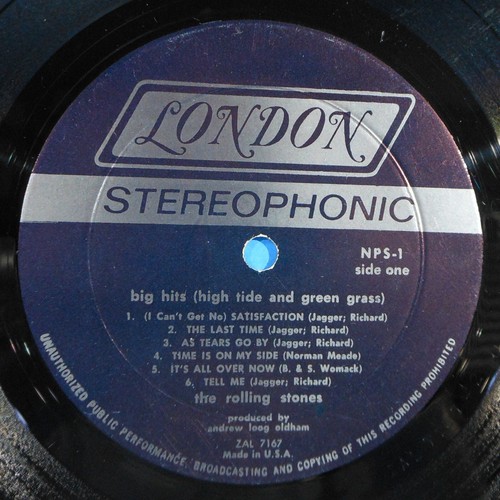 LONDON
STEREOPHONIC
NPS-1
side one
big hits (high tide and green grass)
1. (I Can't Get No) SATISFACTION (Jagger; Richard)
2. THE LAST TIME (Jagger; Richard)
3. AS TEARS GO BY (Jagger; Richard)
4. TIME IS ON MY SIDE (Norman Meade)
5. IT'S ALL OVER NOW (B. & S. Womack)
6. TELL ME (Jagger; Richard)
the rolling stones
produced by
andrew loog oldham
ZAL 7167
Made in U.S.A.
UNAUTHORIZED PUBLIC PERFORMANCE, BROADCASTING AND COPYING OF THIS RECORDING PROHIBITED